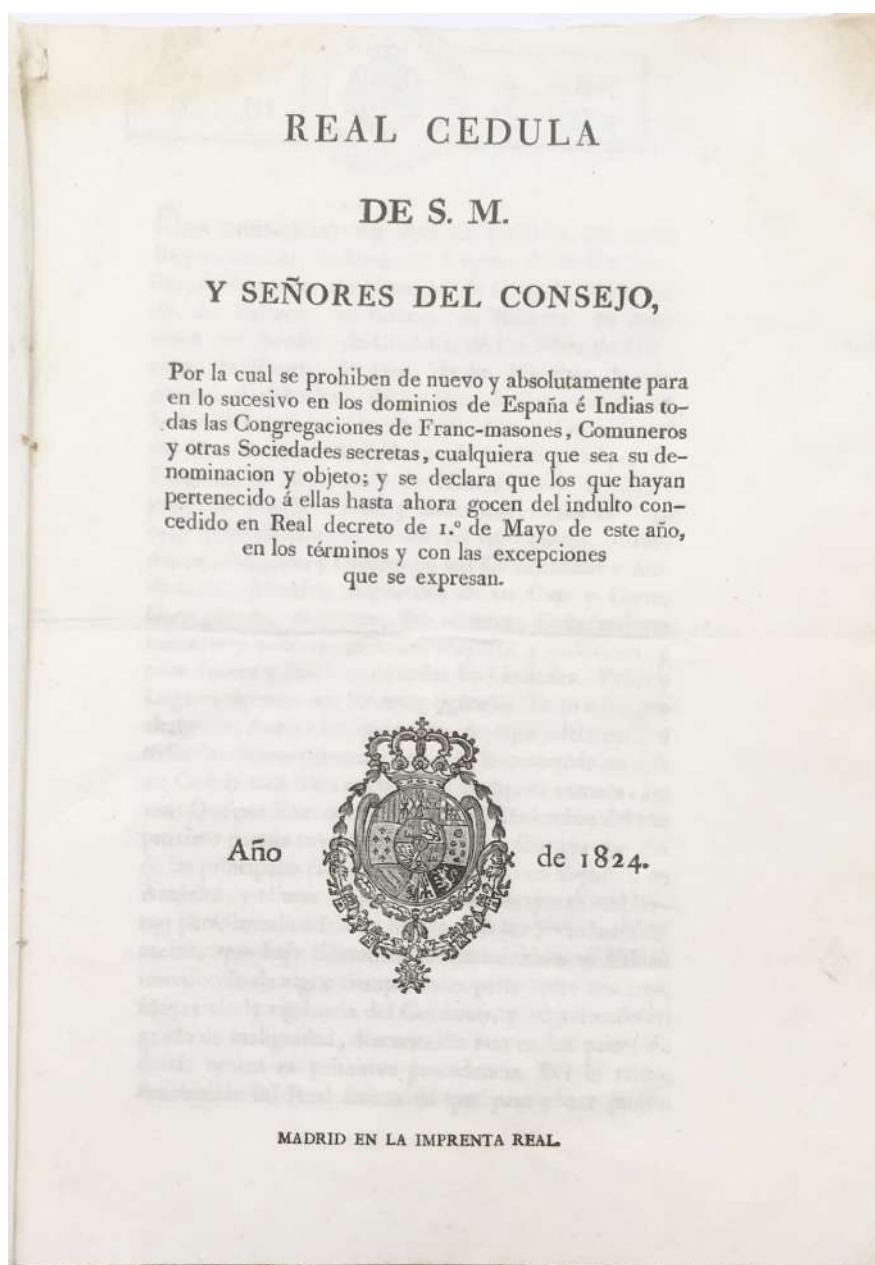 REAL CEDULA
DE S. M.
Y SEÑORES DEL CONSEJO,
Por la cual se prohiben de nuevo y absolutamente para
en lo sucesivo en los dominios de España é Indias to-
das las Congregaciones de Franc-masones, Comuneros
y otras Sociedades secretas, cualquiera que sea su de-
nominacion y objeto; y se declara que los que hayan
pertenecido á ellas hasta ahora gocen del indulto con-
cedido en Real decreto de 1.º de Mayo de este año,
en los términos y con las excepciones
que se expresan.
Año de 1824.
MADRID EN LA IMPRENTA REAL.